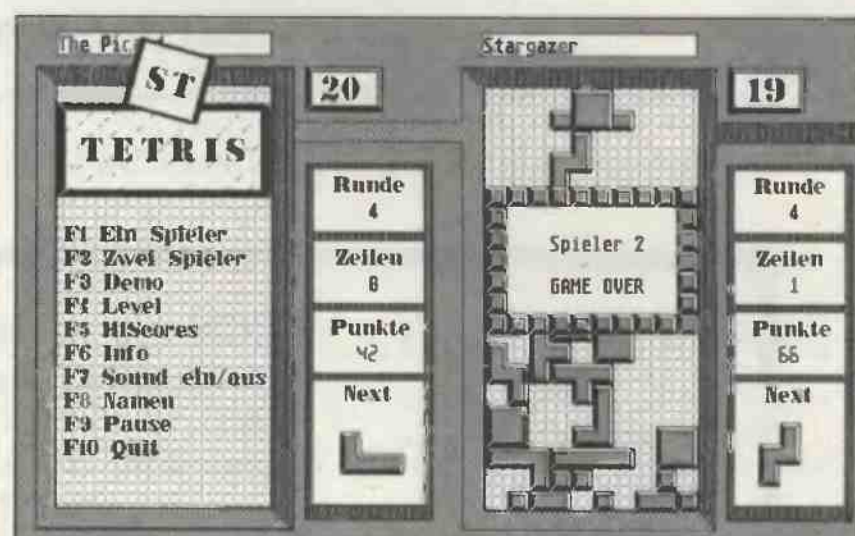 The Pic
Stargazer
ST
TETRIS
20
19
F1 Ein Spieler
F2 Zwei Spieler
F3 Demo
F4 Level
F5 HiScores
F6 Info
F7 Sound ein/aus
F8 Namen
F9 Pause
F10 Quit
Runde
4
Zeilen
Punkte
42
Next
Spieler 2
GAME OVER
Runde
4
Zeilen
1
Punkte
66
Next